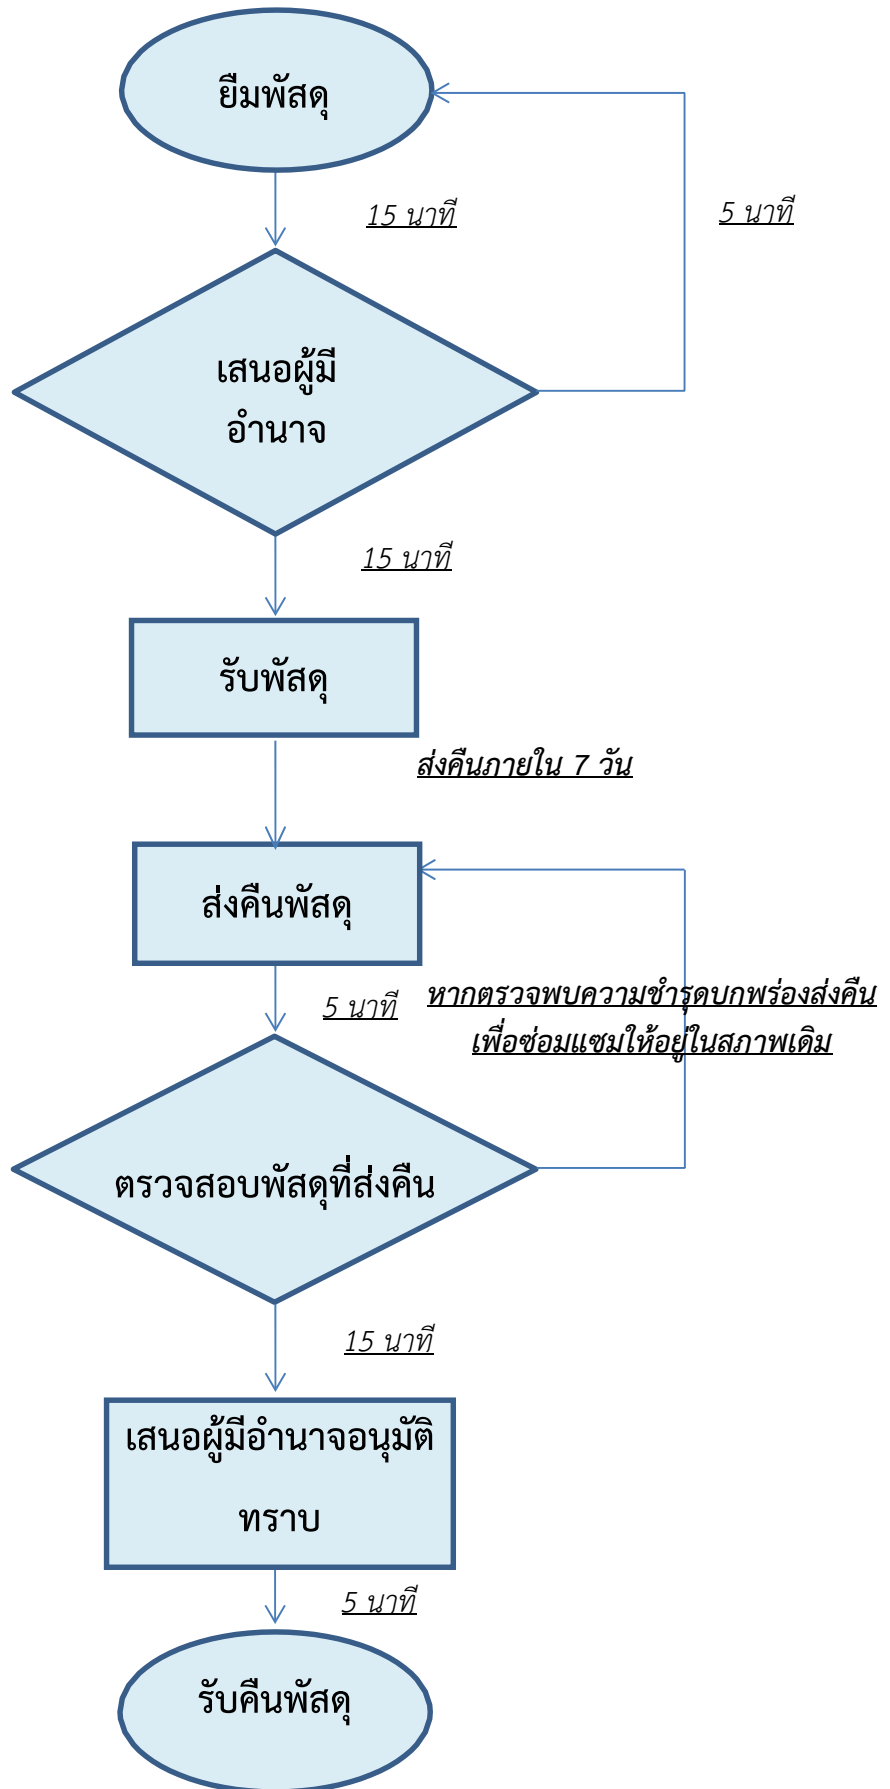 ยืมพัสดุ
15 นาที
5 นาที
เสนอผู้มี
อำนาจ
15 นาที
รับพัสดุ
ส่งคืนภายใน 7 วัน
ส่งคืนพัสดุ
5 นาที
หากตรวจพบความชำรุดบกพร่องส่งคืน
เพื่อซ่อมแซมให้อยู่ในสภาพเดิม
ตรวจสอบพัสดุที่ส่งคืน
15 นาที
เสนอผู้มีอำนาจอนุมัติ
ทราบ
5 นาที
รับคืนพัสดุ